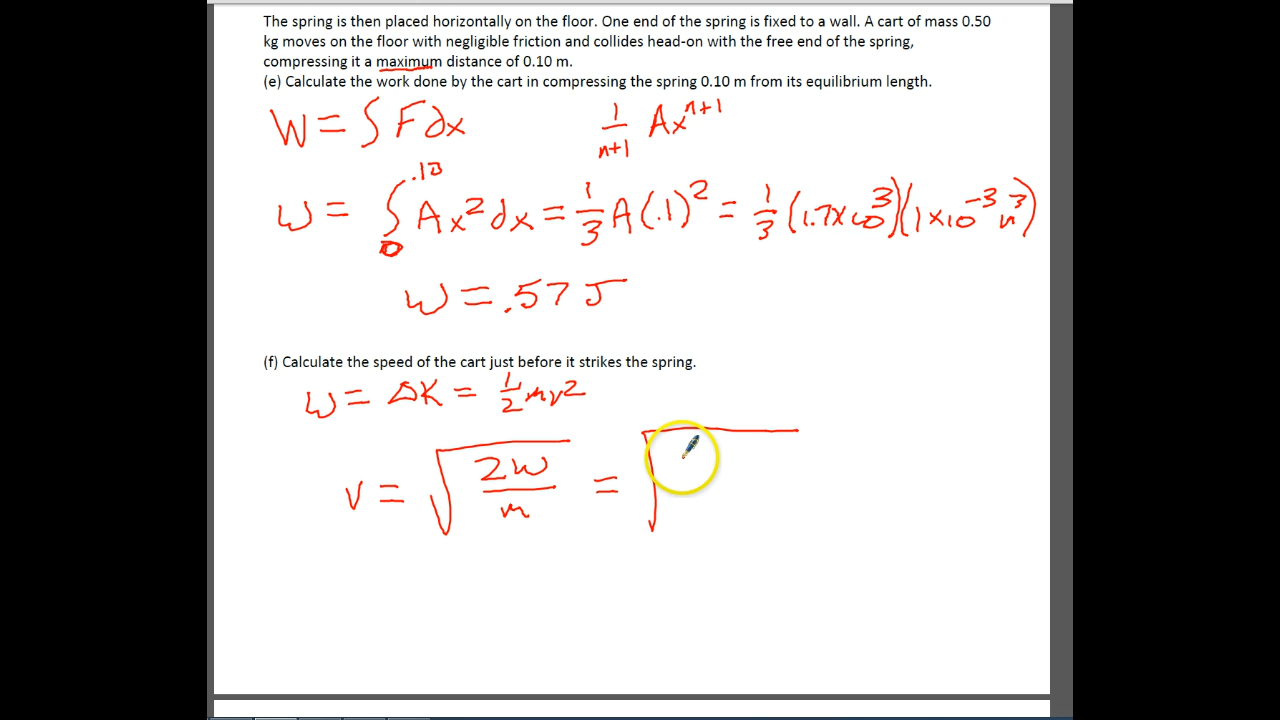 The spring is then placed horizontally on the floor. One end of the spring is fixed to a wall. A cart of mass 0.50
kg moves on the floor with negligible friction and collides head-on with the free end of the spring,
compressing it a maximum distance of 0.10 m.
(e) Calculate the work done by the cart in compressing the spring 0.10 m from its equilibrium length.
W = ∫ F dx    1/(n+1) Ax^(n+1)
W = ∫₀^.10 Ax² dx = 1/3 A(.1)² = 1/3 (1.7×10³)(1×10⁻³ m³)
W = .57 J
(f) Calculate the speed of the cart just before it strikes the spring.
W = ΔK = 1/2 mv²
v = √(2W/m) = √